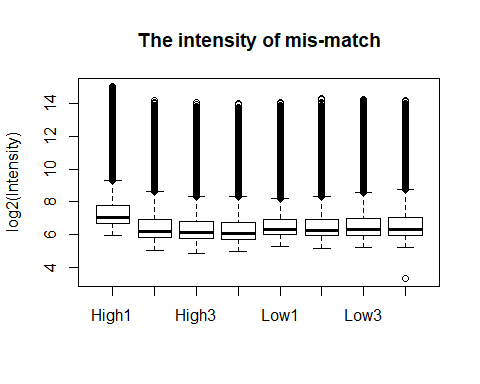 The intensity of mis-match
log2(Intensity)
14
12
10
8
6
4
High1
High3
Low1
Low3